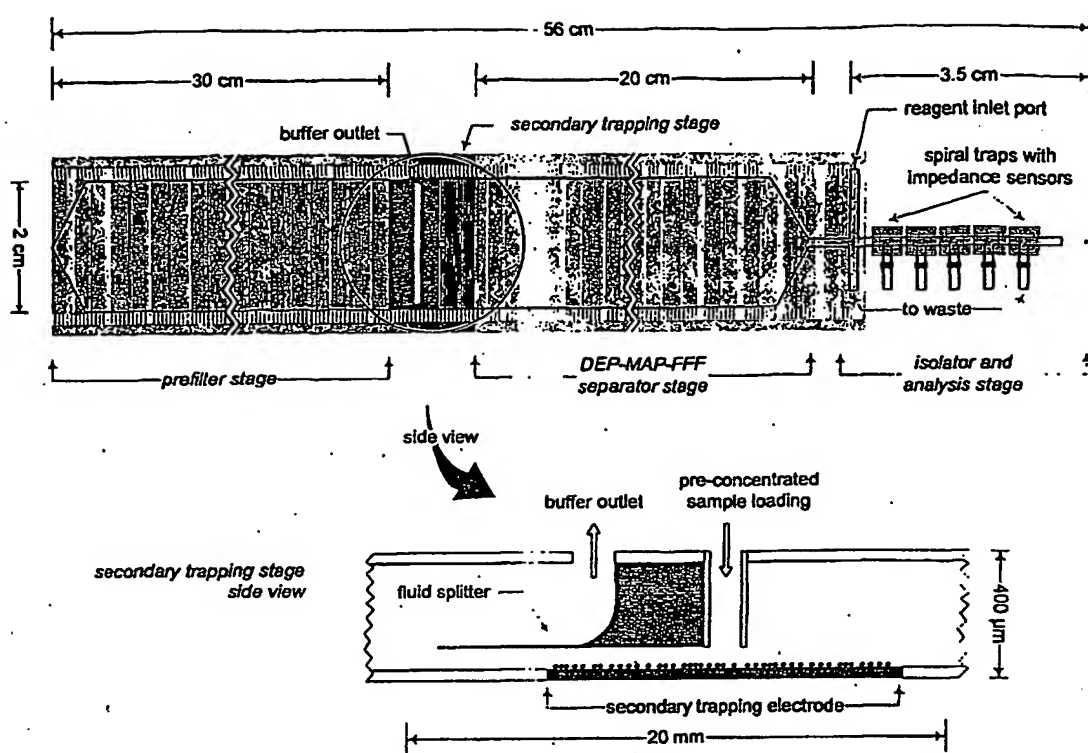 56 cm
30 cm
20 cm
3.5 cm
reagent inlet port
buffer outlet
secondary trapping stage
spiral traps with
impedance sensors
2 cm
to waste
prefilter stage
DEP-MAP-FFF
separator stage
isolator and
analysis stage
side view
buffer outlet
pre-concentrated
sample loading
secondary trapping stage
side view
fluid splitter
400 µm
secondary trapping electrode
20 mm